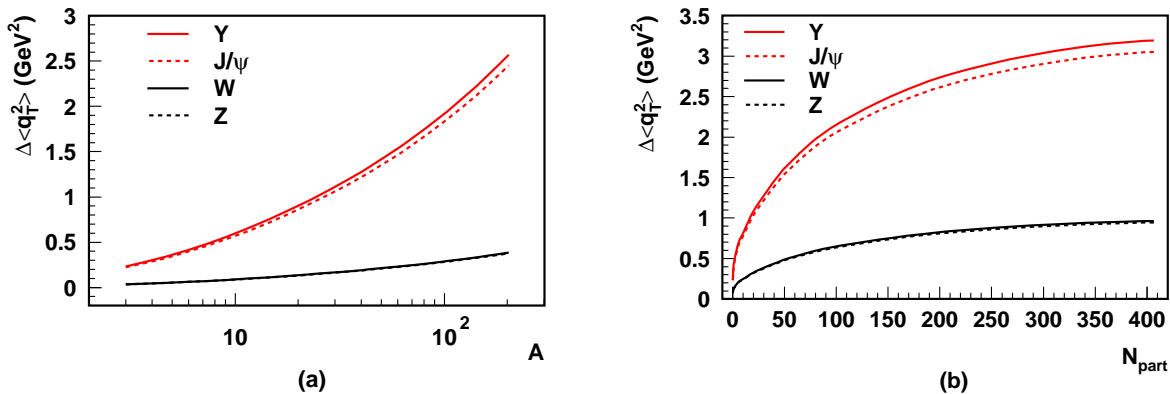 Δ<q_T^2> (GeV^2)
3
2.5
2
1.5
1
0.5
0
Y
J/ψ
W
Z
10
10^2
A
(a)
Δ<q_T^2> (GeV^2)
3.5
3
2.5
2
1.5
1
0.5
0
Y
J/ψ
W
Z
0 50 100 150 200 250 300 350 400
N_part
(b)